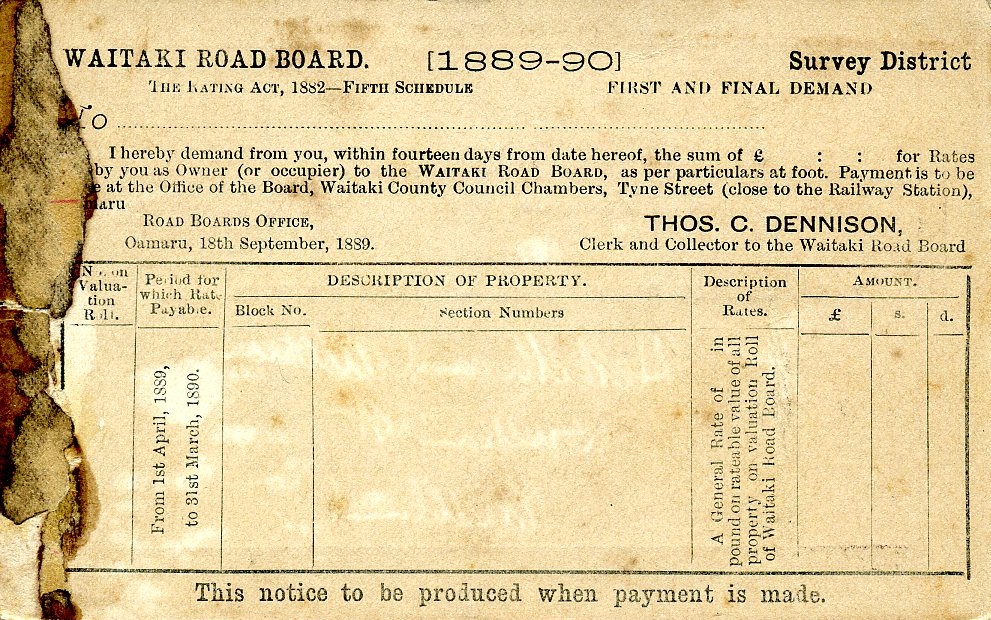 WAITAKI ROAD BOARD. [1889-90] Survey District
THE RATING ACT, 1882—FIFTH SCHEDULE FIRST AND FINAL DEMAND
To
I hereby demand from you, within fourteen days from date hereof, the sum of £ : : for Rates
by you as Owner (or occupier) to the WAITAKI ROAD BOARD, as per particulars at foot. Payment is to be
at the Office of the Board, Waitaki County Council Chambers, Tyne Street (close to the Railway Station),
maru
ROAD BOARDS OFFICE, THOS. C. DENNISON,
Oamaru, 18th September, 1889. Clerk and Collector to the Waitaki Road Board
No. on
Valua-
tion
Roll.
Period for
which Rate
Payable.
DESCRIPTION OF PROPERTY.
Block No. Section Numbers
Description
of
Rates.
AMOUNT.
£ s. d.
From 1st April, 1889,
to 31st March, 1890.
A General Rate of in
pound on rateable value of all
property on valuation Roll
of Waitaki Road Board.
This notice to be produced when payment is made.